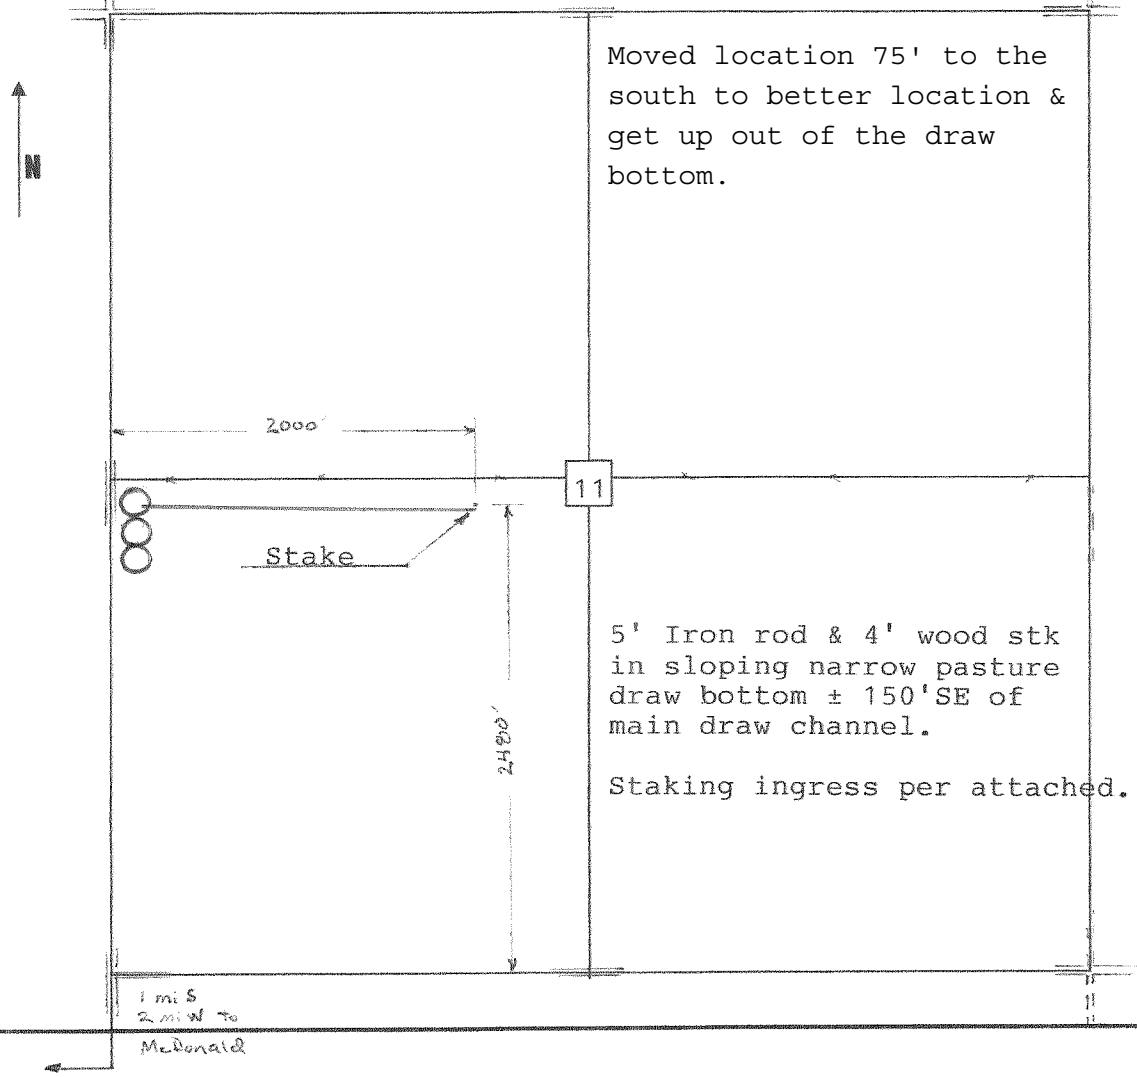 Moved location 75' to the
south to better location &
get up out of the draw
bottom.
N
2000'
11
Stake
5' Iron rod & 4' wood stk
in sloping narrow pasture
draw bottom ± 150'SE of
main draw channel.
2480'
Staking ingress per attached.
1 mi S
2 mi W To
McDonald